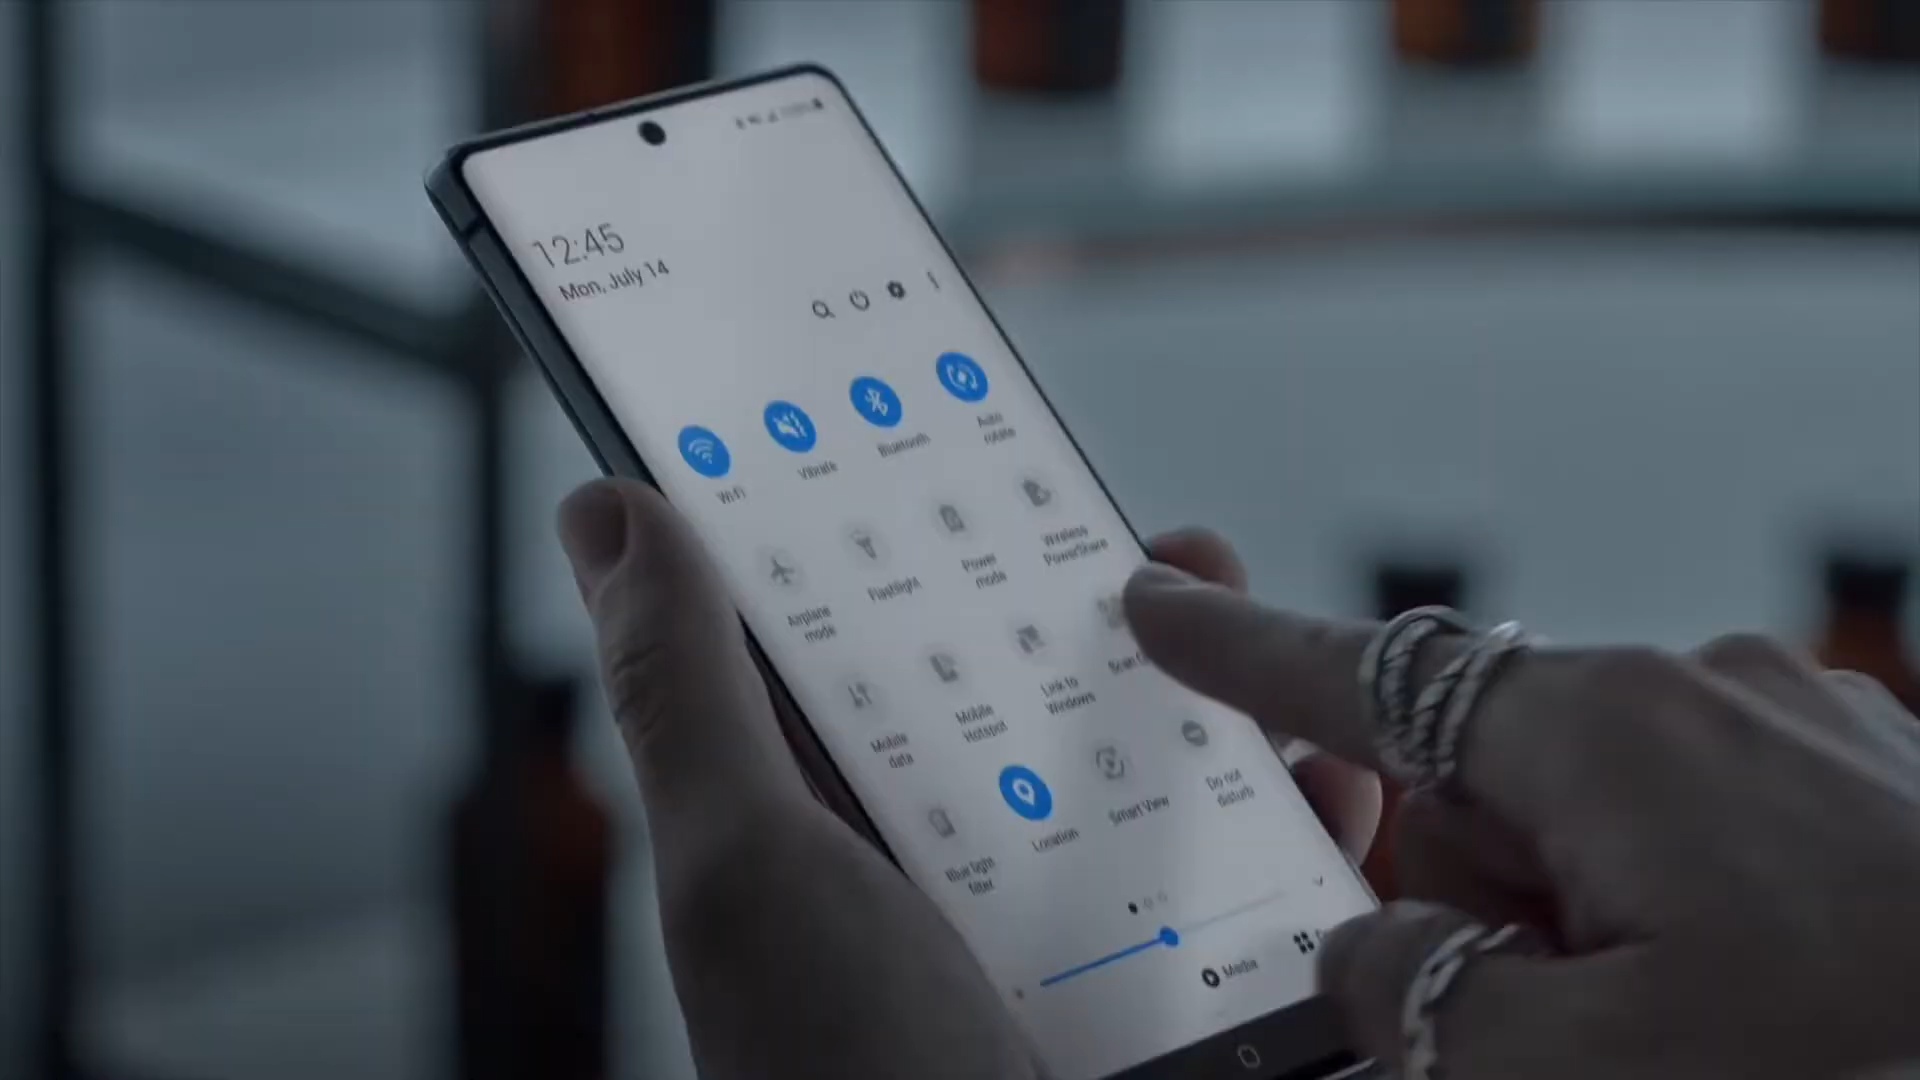 12:45
Mon, July 14
Wi-Fi
Vibrate
Bluetooth
Auto
rotate
Airplane
mode
Flashlight
Power
mode
Wireless
PowerShare
Mobile
data
Mobile
Hotspot
Link to
Windows
Scan
Blue light
filter
Location
Smart View
Do not
disturb
Media